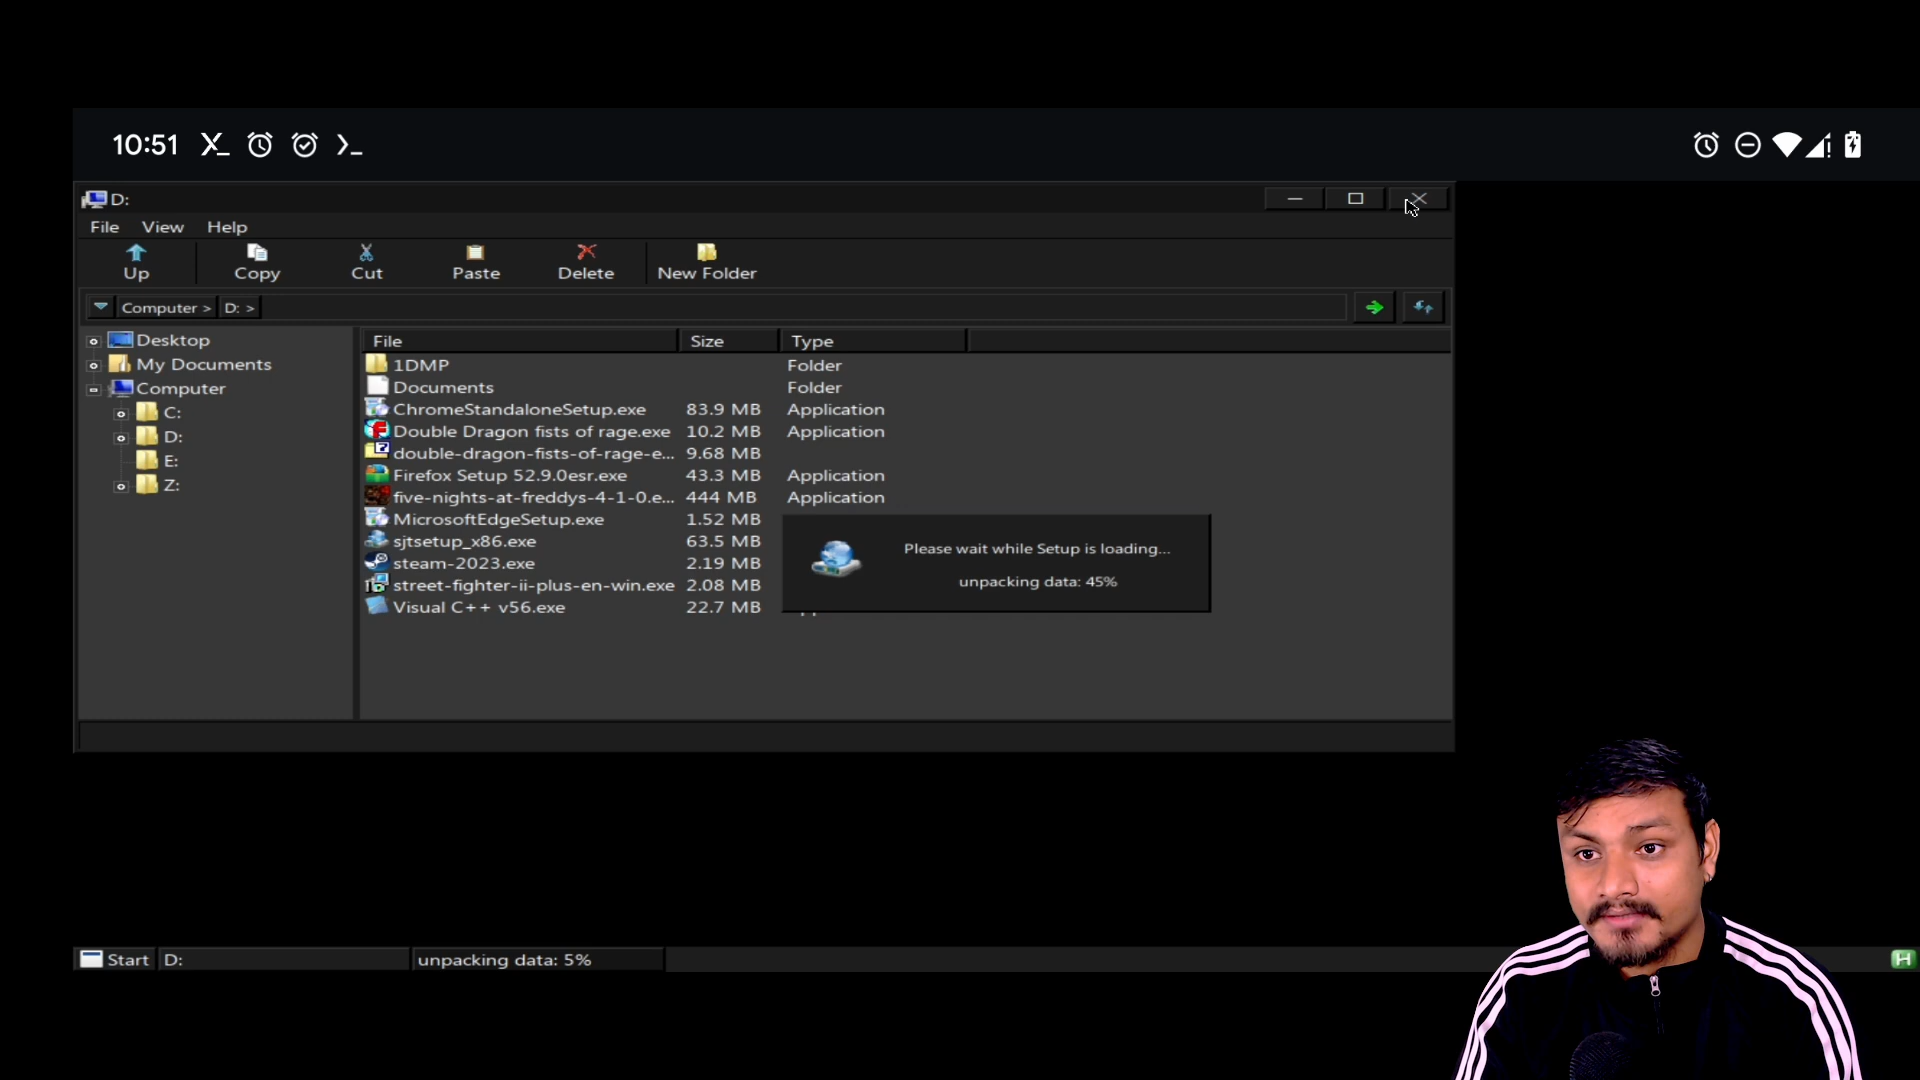 10:51
D:
File View Help
Up Copy Cut Paste Delete New Folder
Computer > D: >
Desktop
My Documents
Computer
C:
D:
E:
Z:
File Size Type
1DMP Folder
Documents Folder
ChromeStandaloneSetup.exe 83.9 MB Application
Double Dragon fists of rage.exe 10.2 MB Application
double-dragon-fists-of-rage-e... 9.68 MB
Firefox Setup 52.9.0esr.exe 43.3 MB Application
five-nights-at-freddys-4-1-0.e... 444 MB Application
MicrosoftEdgeSetup.exe 1.52 MB
sjtsetup_x86.exe 63.5 MB
steam-2023.exe 2.19 MB
street-fighter-ii-plus-en-win.exe 2.08 MB
Visual C++ v56.exe 22.7 MB
Please wait while Setup is loading...
unpacking data: 45%
Start D: unpacking data: 5%
H